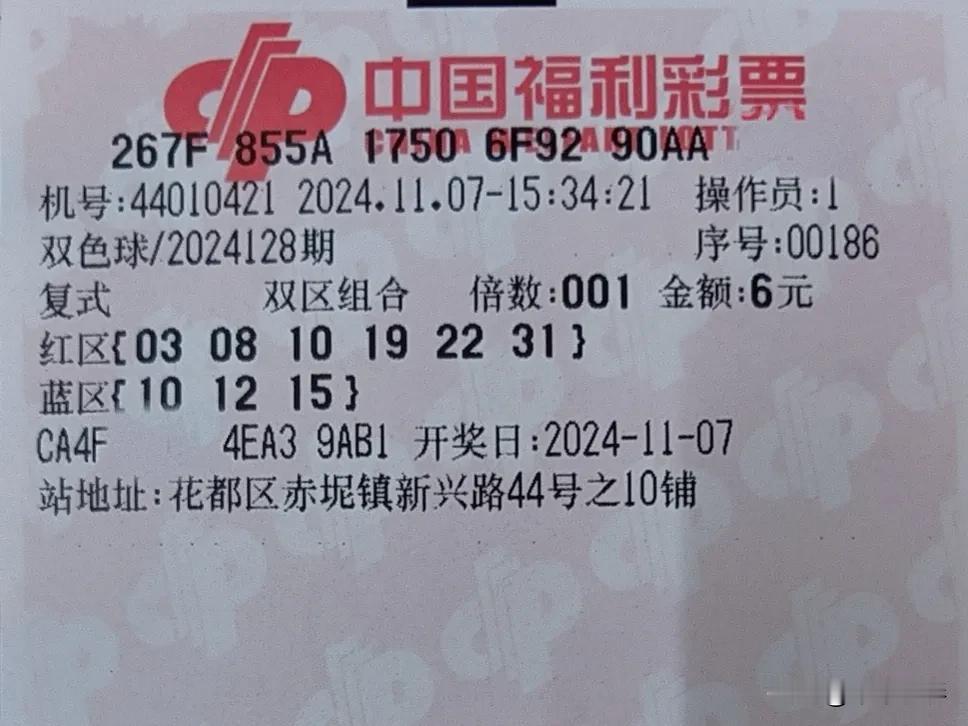 中国福利彩票
267F 855A 1750 6F92 90AA
机号:44010421 2024.11.07-15:34:21 操作员:1
双色球/2024128期 序号:00186
复式 双区组合 倍数:001 金额:6元
红区{03 08 10 19 22 31}
蓝区{10 12 15}
CA4F 4EA3 9AB1 开奖日:2024-11-07
站地址:花都区赤坭镇新兴路44号之10铺